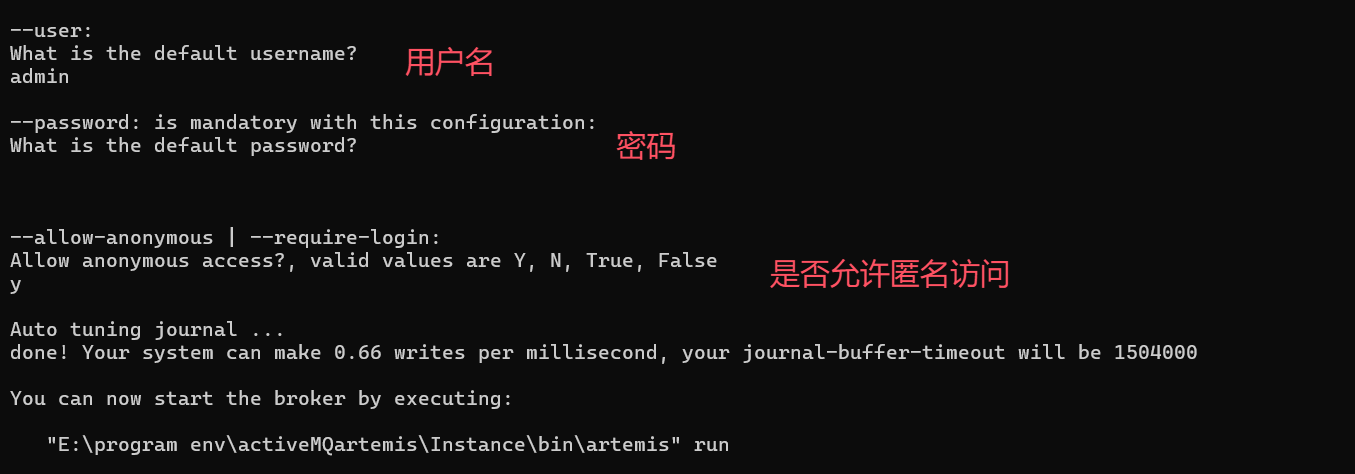 --user:
What is the default username?
用户名
admin
--password: is mandatory with this configuration:
What is the default password?
密码
--allow-anonymous | --require-login:
Allow anonymous access?, valid values are Y, N, True, False
是否允许匿名访问
y
Auto tuning journal ...
done! Your system can make 0.66 writes per millisecond, your journal-buffer-timeout will be 1504000
You can now start the broker by executing:
"E:\program env\activeMQartemis\Instance\bin\artemis" run